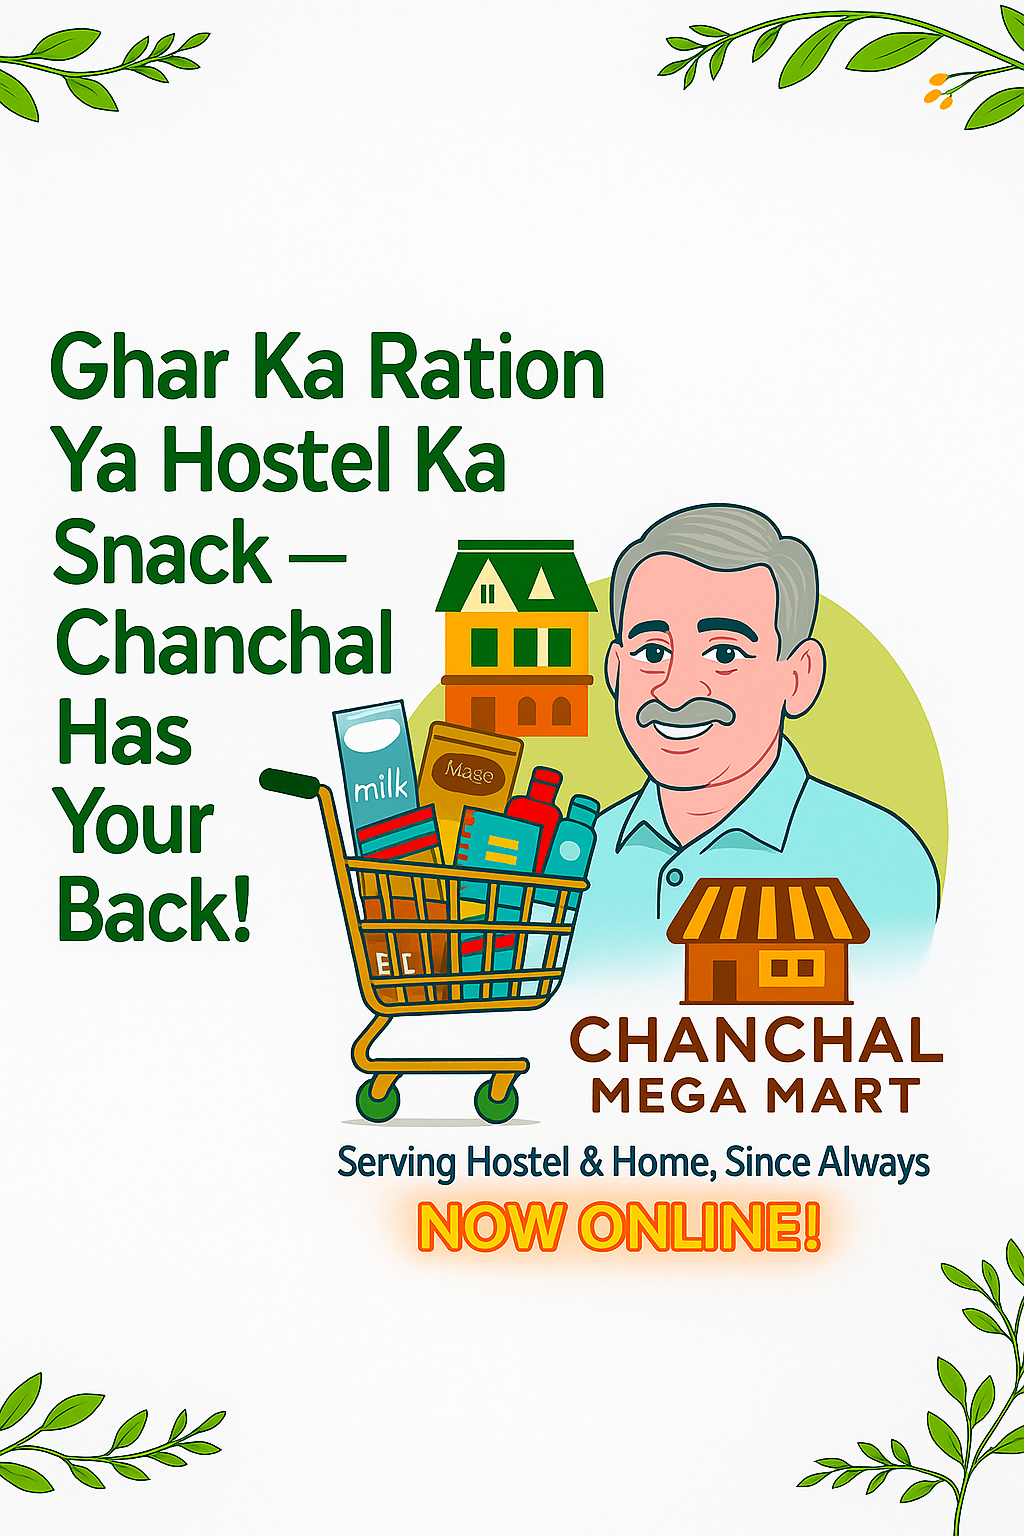 Ghar Ka Ration
Ya Hostel Ka
Snack —
Chanchal
Has
Your
Back!
milk
Mage
E C
CHANCHAL
MEGA MART
Serving Hostel & Home, Since Always
NOW ONLINE!